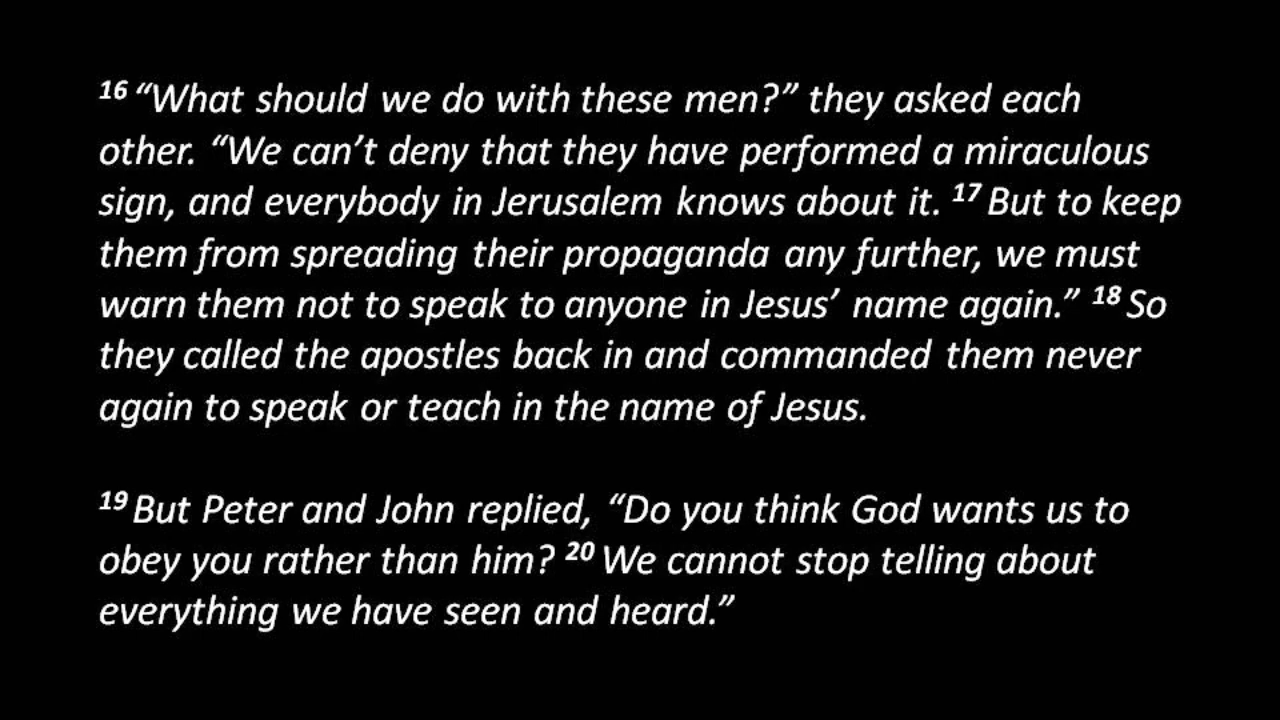 16 “What should we do with these men?” they asked each
other. “We can’t deny that they have performed a miraculous
sign, and everybody in Jerusalem knows about it. 17 But to keep
them from spreading their propaganda any further, we must
warn them not to speak to anyone in Jesus’ name again.” 18 So
they called the apostles back in and commanded them never
again to speak or teach in the name of Jesus.
19 But Peter and John replied, “Do you think God wants us to
obey you rather than him? 20 We cannot stop telling about
everything we have seen and heard.”